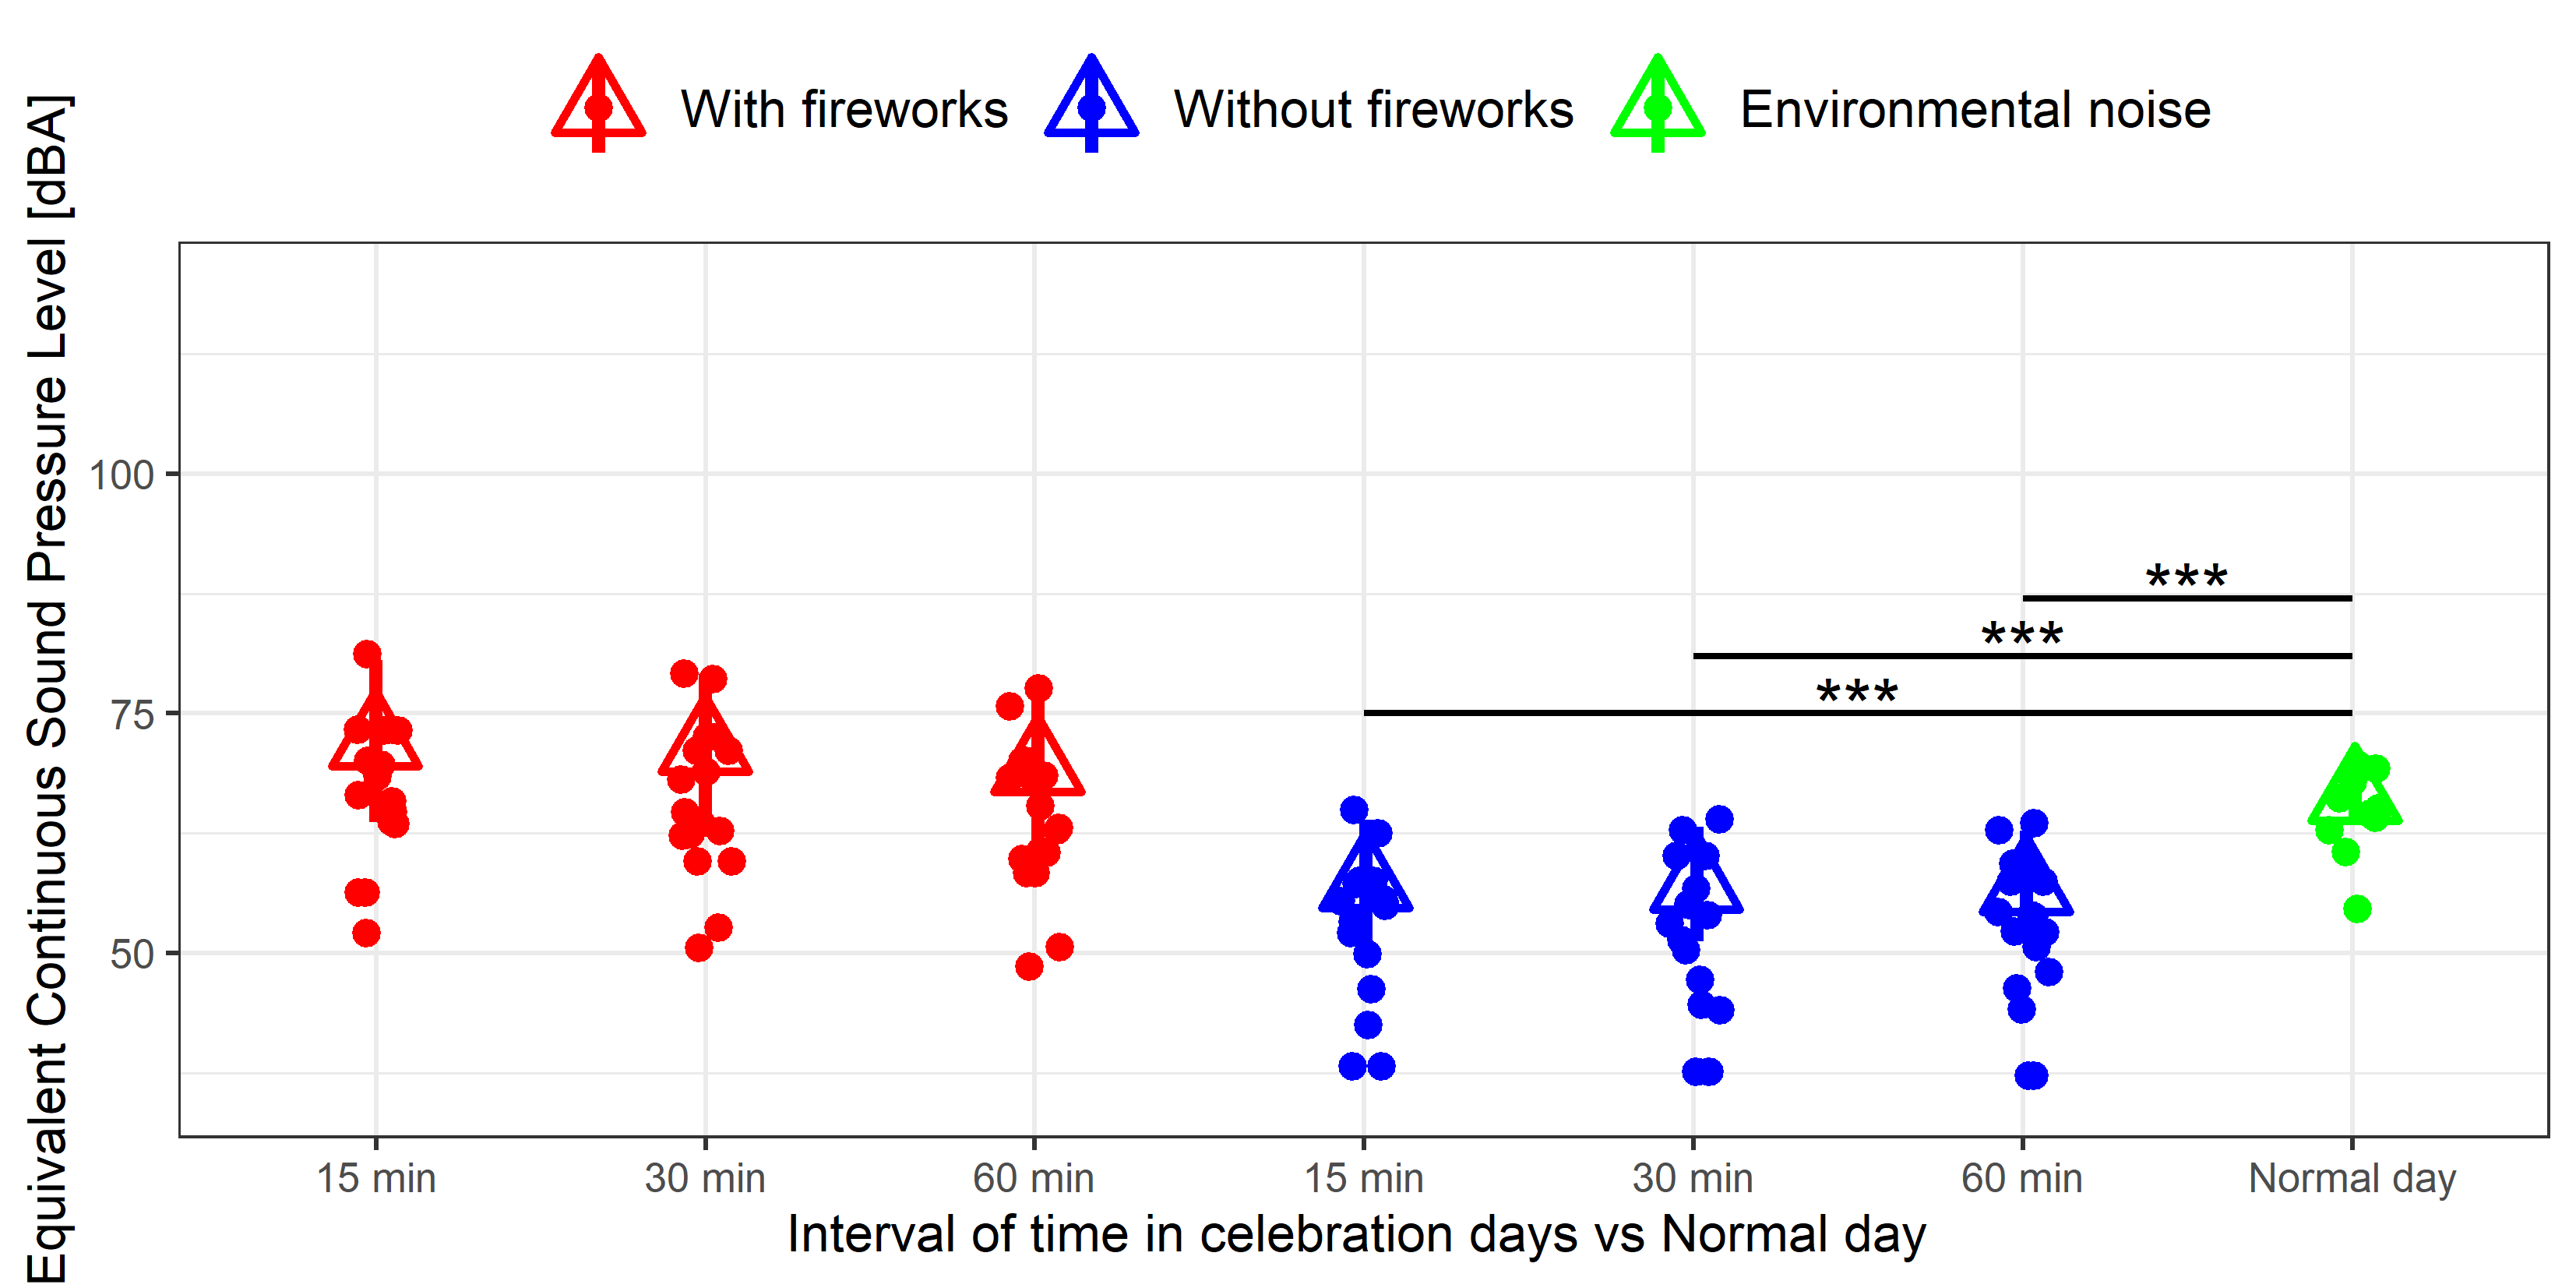 With fireworks Without fireworks Environmental noise
Equivalent Continuous Sound Pressure Level [dBA]
100
75
50
***
***
***
15 min 30 min 60 min 15 min 30 min 60 min Normal day
Interval of time in celebration days vs Normal day